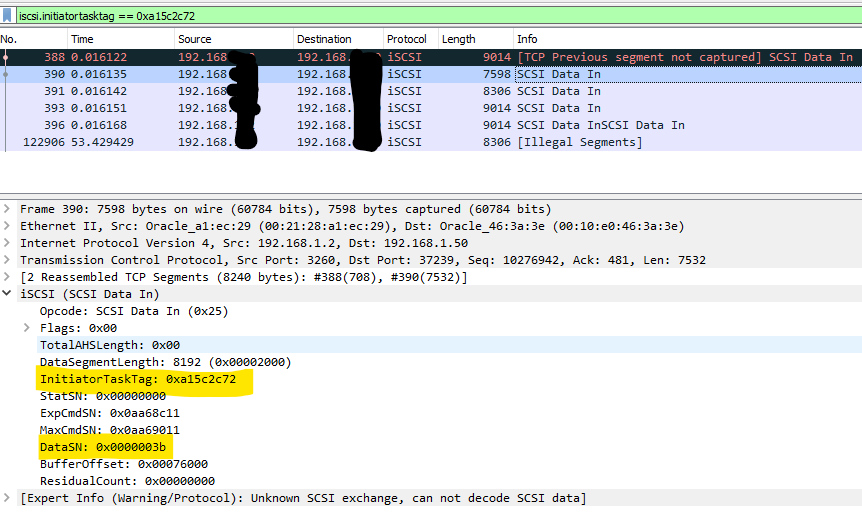 iscsi.initiatortasktag == 0xa15c2c72
No. Time Source Destination Protocol Length Info
388 0.016122 192.168 192.168. iSCSI 9014 [TCP Previous segment not captured] SCSI Data In
390 0.016135 192.168 192.168. iSCSI 7598 SCSI Data In
391 0.016142 192.168 192.168. iSCSI 8306 SCSI Data In
393 0.016151 192.168 192.168. iSCSI 9014 SCSI Data In
396 0.016168 192.168. 192.168. iSCSI 9014 SCSI Data InSCSI Data In
122906 53.429429 192.168. 192.168. iSCSI 8306 [Illegal Segments]
Frame 390: 7598 bytes on wire (60784 bits), 7598 bytes captured (60784 bits)
Ethernet II, Src: Oracle_a1:ec:29 (00:21:28:a1:ec:29), Dst: Oracle_46:3a:3e (00:10:e0:46:3a:3e)
Internet Protocol Version 4, Src: 192.168.1.2, Dst: 192.168.1.50
Transmission Control Protocol, Src Port: 3260, Dst Port: 37239, Seq: 10276942, Ack: 481, Len: 7532
[2 Reassembled TCP Segments (8240 bytes): #388(708), #390(7532)]
iSCSI (SCSI Data In)
Opcode: SCSI Data In (0x25)
Flags: 0x00
TotalAHSLength: 0x00
DataSegmentLength: 8192 (0x00002000)
InitiatorTaskTag: 0xa15c2c72
StatSN: 0x00000000
ExpCmdSN: 0x0aa68c11
MaxCmdSN: 0x0aa69011
DataSN: 0x0000003b
BufferOffset: 0x00076000
ResidualCount: 0x00000000
[Expert Info (Warning/Protocol): Unknown SCSI exchange, can not decode SCSI data]